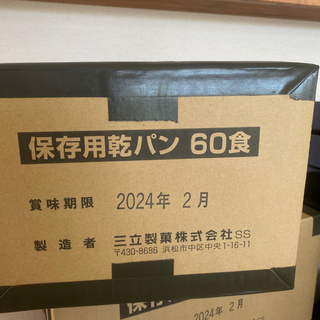 保存用乾パン 60食
賞味期限 2024年 2月
製造者 三立製菓株式会社SS
〒430-8686 浜松市中区中央1-16-11
2024年 2月